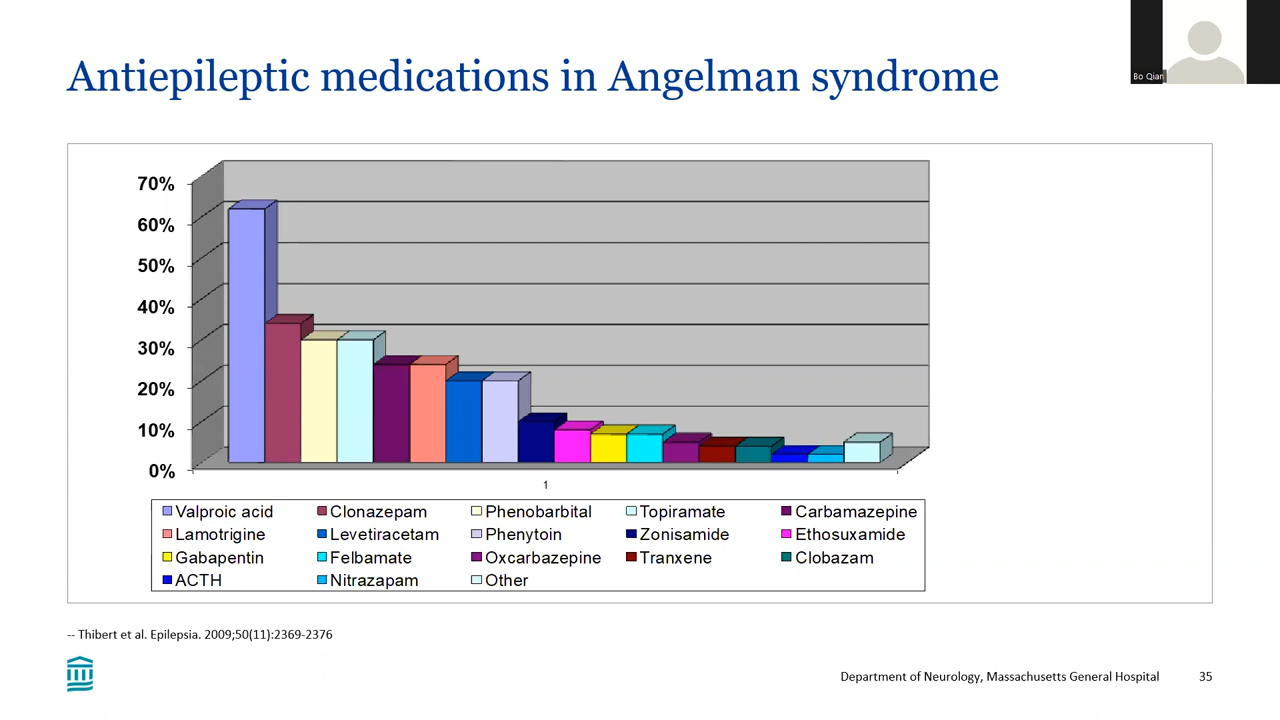 Bo Qian
Antiepileptic medications in Angelman syndrome
70%
60%
50%
40%
30%
20%
10%
0%
1
Valproic acid Clonazepam Phenobarbital Topiramate Carbamazepine
Lamotrigine Levetiracetam Phenytoin Zonisamide Ethosuxamide
Gabapentin Felbamate Oxcarbazepine Tranxene Clobazam
ACTH Nitrazapam Other
-- Thibert et al. Epilepsia. 2009;50(11):2369-2376
Department of Neurology, Massachusetts General Hospital 35